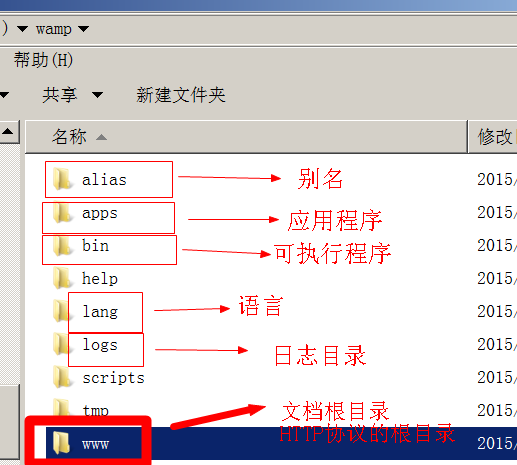 ) wamp
帮助(H)
共享 新建文件夹
名称 修改
alias 别名 2015/
apps 应用程序 2015/
bin 可执行程序 2015/
help 2015/
lang 语言 2015/
logs 日志目录 2015/
scripts 2015/
tmp 文档根目录 2015/
www HTTP协议的根目录 2015/